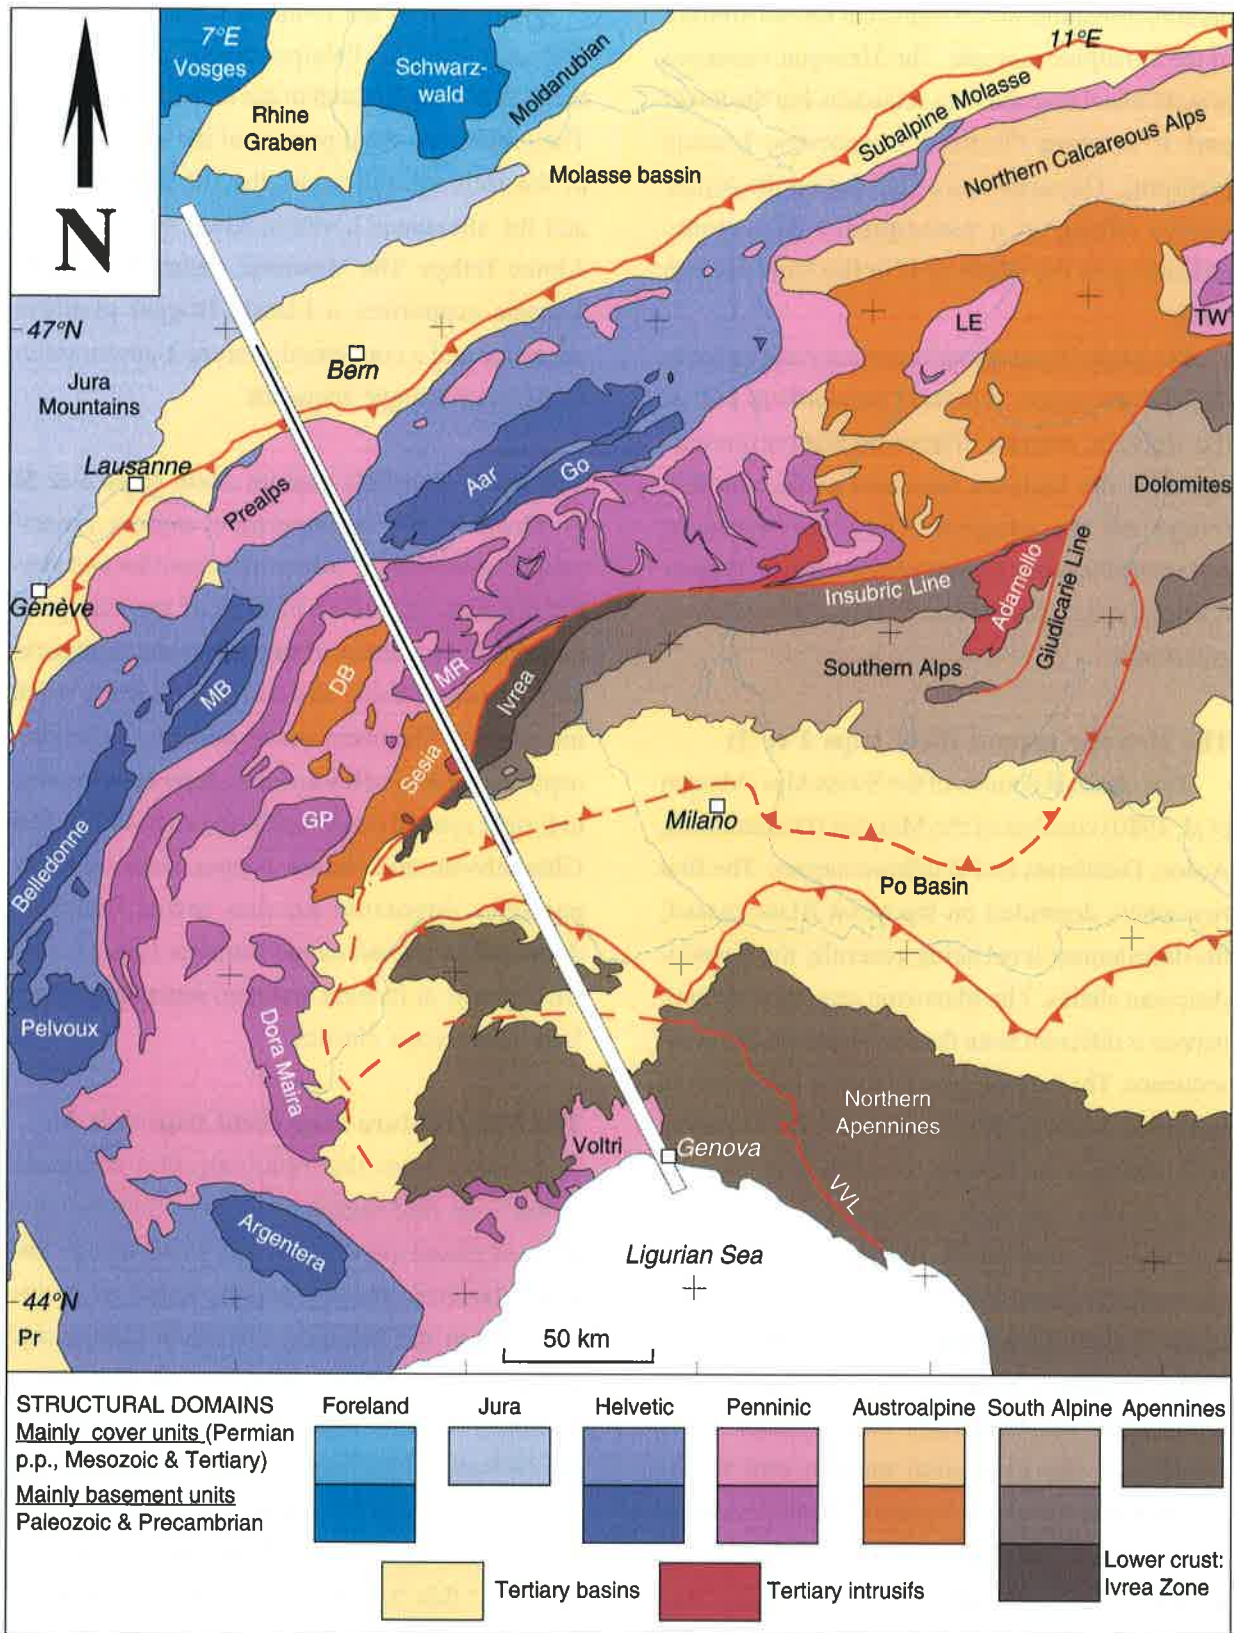 7°E
Vosges
Schwarz-
wald
Moldanubian
11°E
Rhine
Graben
Subalpine Molasse
Northern Calcareous Alps
Molasse bassin
N
47°N
Bern
LE
TW
Jura
Mountains
Lausanne
Prealps
Aar
Go
Dolomites
Genève
Insubric Line
Adamello
Giudicarie Line
Southern Alps
MB
DB
MR
Ivrea
Sesia
GP
Milano
Po Basin
Belledonne
Pelvoux
Dora Maira
Northern
Apennines
Voltri
Genova
VVL
Argentera
Ligurian Sea
44°N
Pr
50 km
STRUCTURAL DOMAINS
Mainly cover units (Permian
p.p., Mesozoic & Tertiary)
Mainly basement units
Paleozoic & Precambrian
Foreland
Jura
Helvetic
Penninic
Austroalpine
South Alpine
Apennines
Lower crust:
Ivrea Zone
Tertiary basins
Tertiary intrusifs